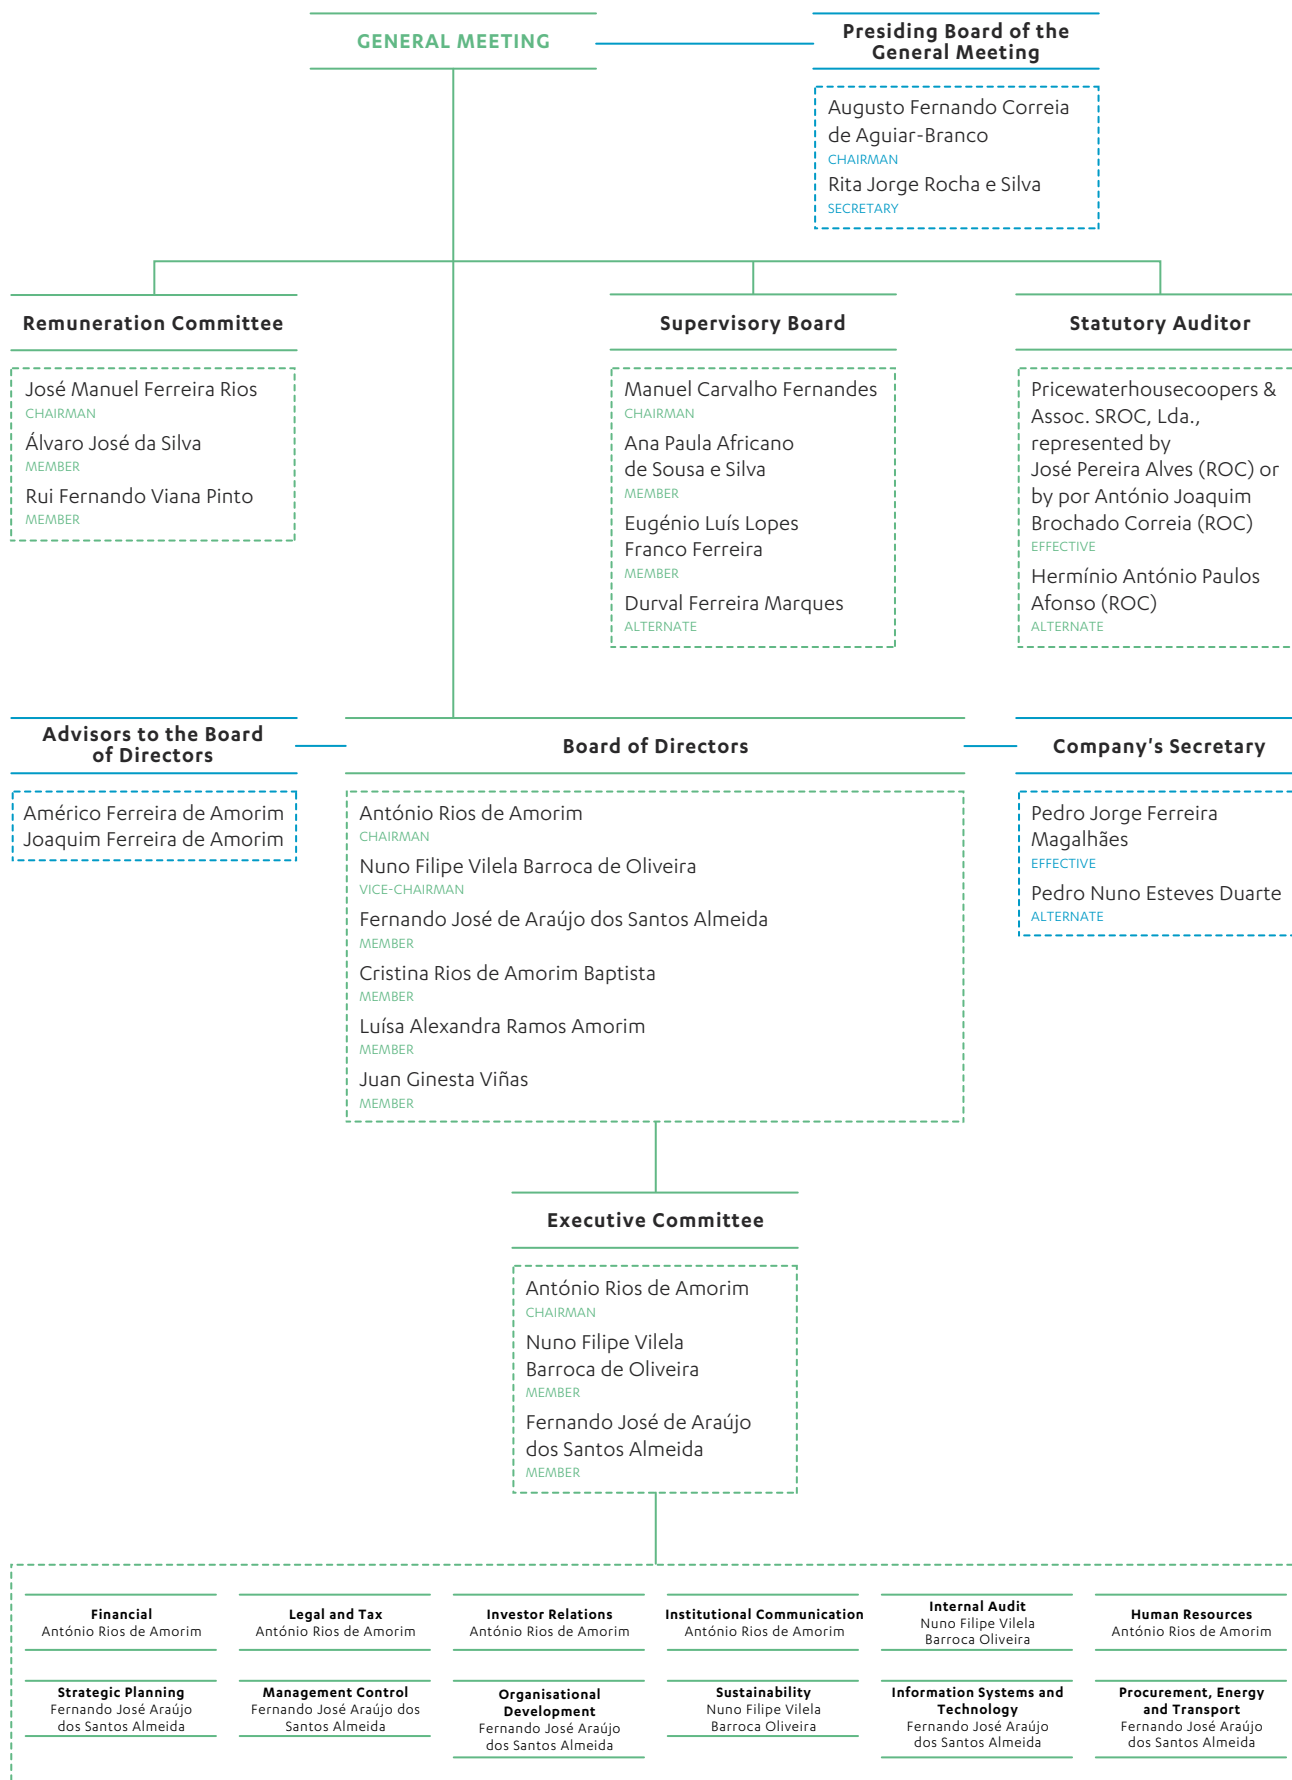 GENERAL MEETING
Presiding Board of the
General Meeting
Augusto Fernando Correia
de Aguiar-Branco
CHAIRMAN
Rita Jorge Rocha e Silva
SECRETARY
Remuneration Committee
José Manuel Ferreira Rios
CHAIRMAN
Álvaro José da Silva
MEMBER
Rui Fernando Viana Pinto
MEMBER
Supervisory Board
Manuel Carvalho Fernandes
CHAIRMAN
Ana Paula Africano
de Sousa e Silva
MEMBER
Eugénio Luís Lopes
Franco Ferreira
MEMBER
Durval Ferreira Marques
ALTERNATE
Statutory Auditor
Pricewaterhousecoopers &
Assoc. SROC, Lda.,
represented by
José Pereira Alves (ROC) or
by por António Joaquim
Brochado Correia (ROC)
EFFECTIVE
Hermínio António Paulos
Afonso (ROC)
ALTERNATE
Advisors to the Board
of Directors
Américo Ferreira de Amorim
Joaquim Ferreira de Amorim
Board of Directors
António Rios de Amorim
CHAIRMAN
Nuno Filipe Vilela Barroca de Oliveira
VICE-CHAIRMAN
Fernando José de Araújo dos Santos Almeida
MEMBER
Cristina Rios de Amorim Baptista
MEMBER
Luísa Alexandra Ramos Amorim
MEMBER
Juan Ginesta Viñas
MEMBER
Company's Secretary
Pedro Jorge Ferreira
Magalhães
EFFECTIVE
Pedro Nuno Esteves Duarte
ALTERNATE
Executive Committee
António Rios de Amorim
CHAIRMAN
Nuno Filipe Vilela
Barroca de Oliveira
MEMBER
Fernando José de Araújo
dos Santos Almeida
MEMBER
Financial
António Rios de Amorim
Legal and Tax
António Rios de Amorim
Investor Relations
António Rios de Amorim
Institutional Communication
António Rios de Amorim
Internal Audit
Nuno Filipe Vilela
Barroca Oliveira
Human Resources
António Rios de Amorim
Strategic Planning
Fernando José Araújo
dos Santos Almeida
Management Control
Fernando José Araújo dos
Santos Almeida
Organisational
Development
Fernando José Araújo
dos Santos Almeida
Sustainability
Nuno Filipe Vilela
Barroca Oliveira
Information Systems and
Technology
Fernando José Araújo
dos Santos Almeida
Procurement, Energy
and Transport
Fernando José Araújo
dos Santos Almeida